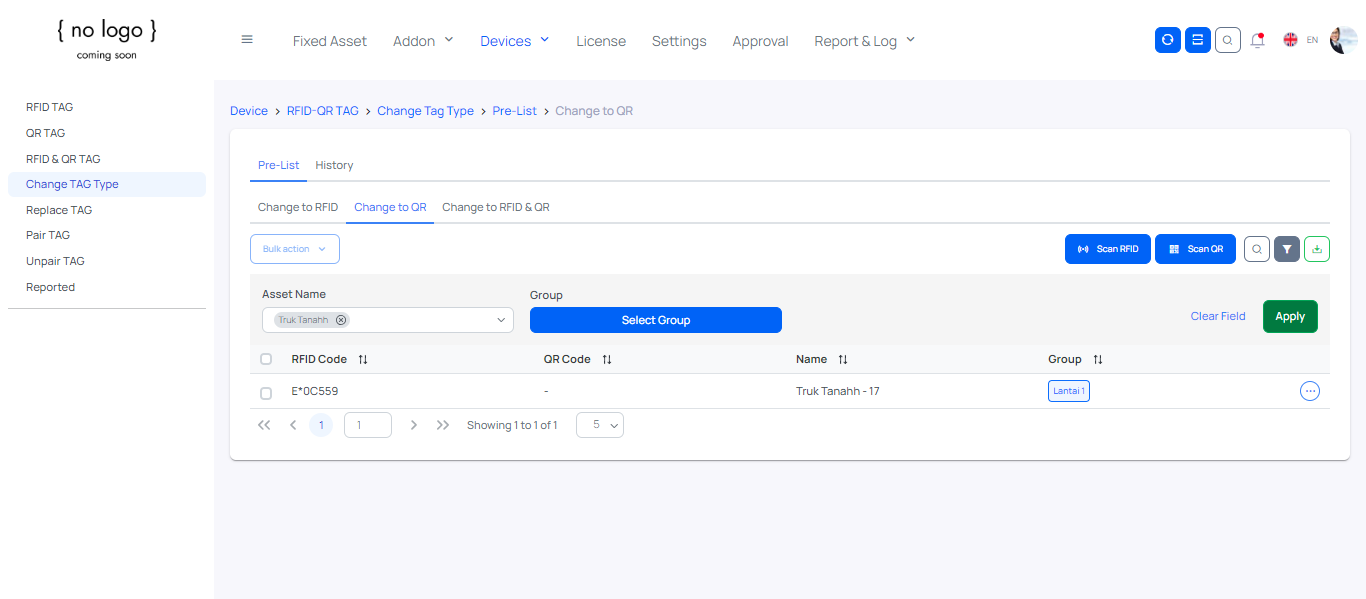 { no logo }
coming soon
Fixed Asset Addon Devices License Settings Approval Report & Log EN
RFID TAG
QR TAG
RFID & QR TAG
Change TAG Type
Replace TAG
Pair TAG
Unpair TAG
Reported
Device > RFID-QR TAG > Change Tag Type > Pre-List > Change to QR
Pre-List History
Change to RFID Change to QR Change to RFID & QR
Bulk action Scan RFID Scan QR
Asset Name Group
Truk Tanahh Select Group Clear Field Apply
RFID Code QR Code Name Group
E*0C559 - Truk Tanahh - 17 Lantai 1
1 1 Showing 1 to 1 of 1 5